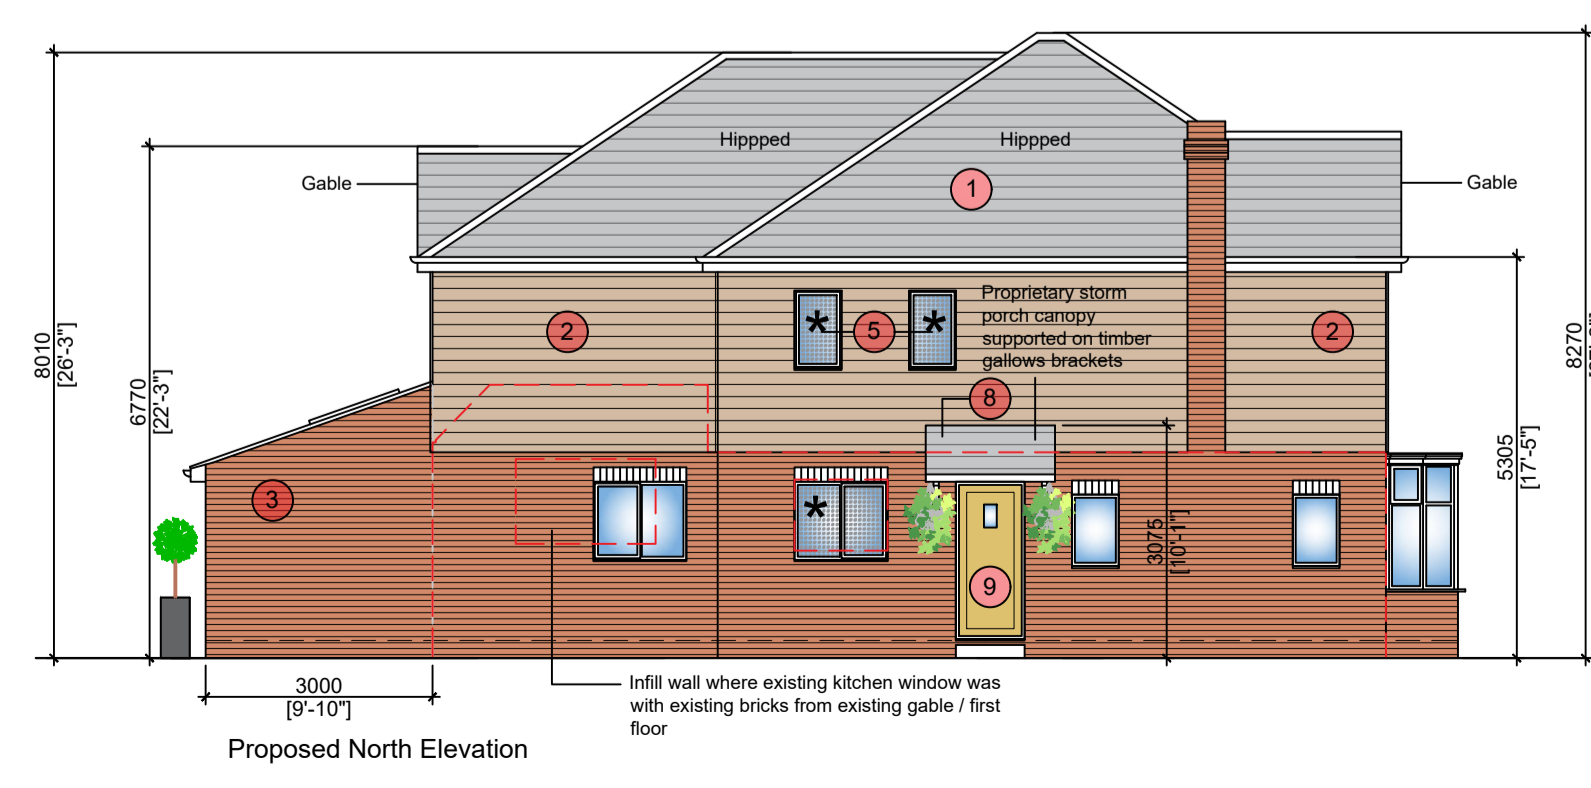 Hippped
Hippped
1
Gable
Gable
8010
[26'-3"]
6770
[22'-3"]
2
*
5
*
Proprietary storm
porch canopy
supported on timber
gallows brackets
2
8270
5305
[17'-5"]
8
3
*
9
3075
[10'-1"]
3000
[9'-10"]
Infill wall where existing kitchen window was
with existing bricks from existing gable / first
floor
Proposed North Elevation